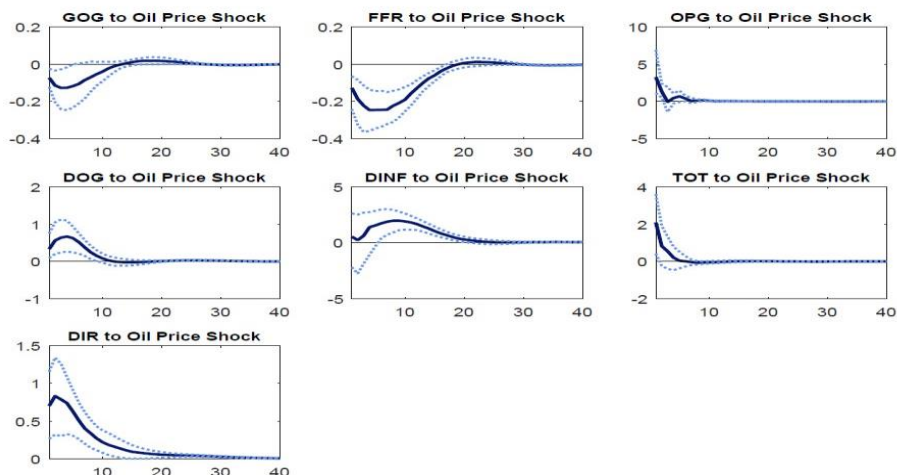 GOG to Oil Price Shock
0.2
0
-0.2
-0.4
10 20 30 40
FFR to Oil Price Shock
0.2
0
-0.2
-0.4
10 20 30 40
OPG to Oil Price Shock
10
5
0
-5
10 20 30 40
DOG to Oil Price Shock
2
1
0
-1
10 20 30 40
DINF to Oil Price Shock
5
0
-5
10 20 30 40
TOT to Oil Price Shock
4
2
0
-2
10 20 30 40
DIR to Oil Price Shock
1.5
1
0.5
0
10 20 30 40